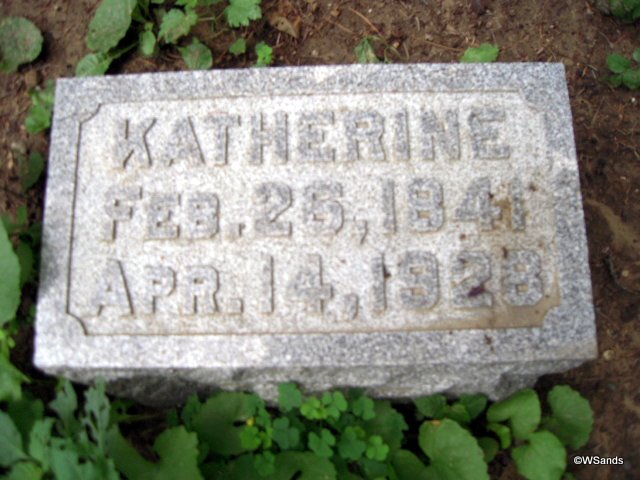 KATHERINE
FEB. 26, 1841
APR. 14, 1928
©WSands